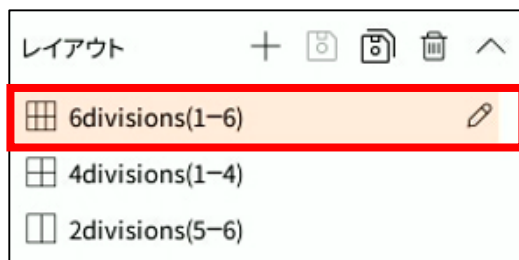 レイアウト
6divisions(1−6)
4divisions(1−4)
2divisions(5−6)